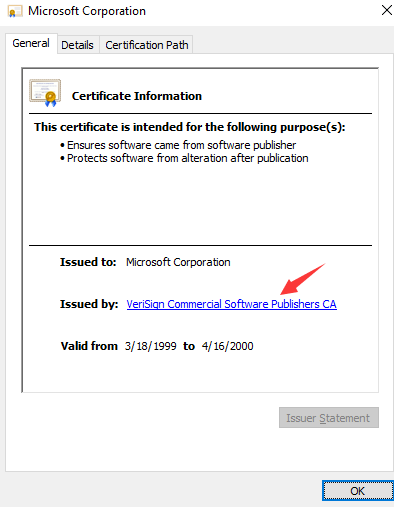 Microsoft Corporation
General Details Certification Path
Certificate Information
This certificate is intended for the following purpose(s):
• Ensures software came from software publisher
• Protects software from alteration after publication
Issued to: Microsoft Corporation
Issued by: VeriSign Commercial Software Publishers CA
Valid from 3/18/1999 to 4/16/2000
Issuer Statement
OK